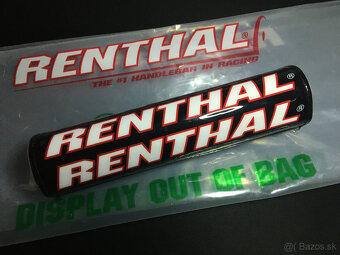 RENTHAL®
THE #1 HANDLEBAR IN RACING
RENTHAL®
RENTHAL®
DISPLAY OUT OF BAG
Bazos.sk